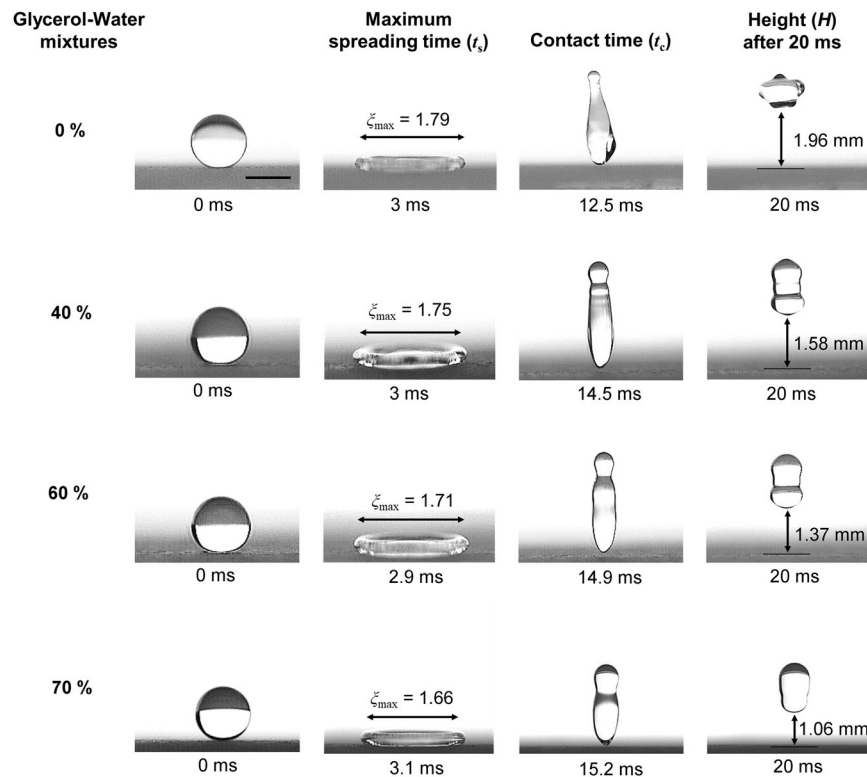 Glycerol-Water mixtures
Maximum spreading time (tₛ)
Contact time (t꜀)
Height (H) after 20 ms
0 %
ξmax = 1.79
1.96 mm
0 ms
3 ms
12.5 ms
20 ms
40 %
ξmax = 1.75
1.58 mm
0 ms
3 ms
14.5 ms
20 ms
60 %
ξmax = 1.71
1.37 mm
0 ms
2.9 ms
14.9 ms
20 ms
70 %
ξmax = 1.66
1.06 mm
0 ms
3.1 ms
15.2 ms
20 ms